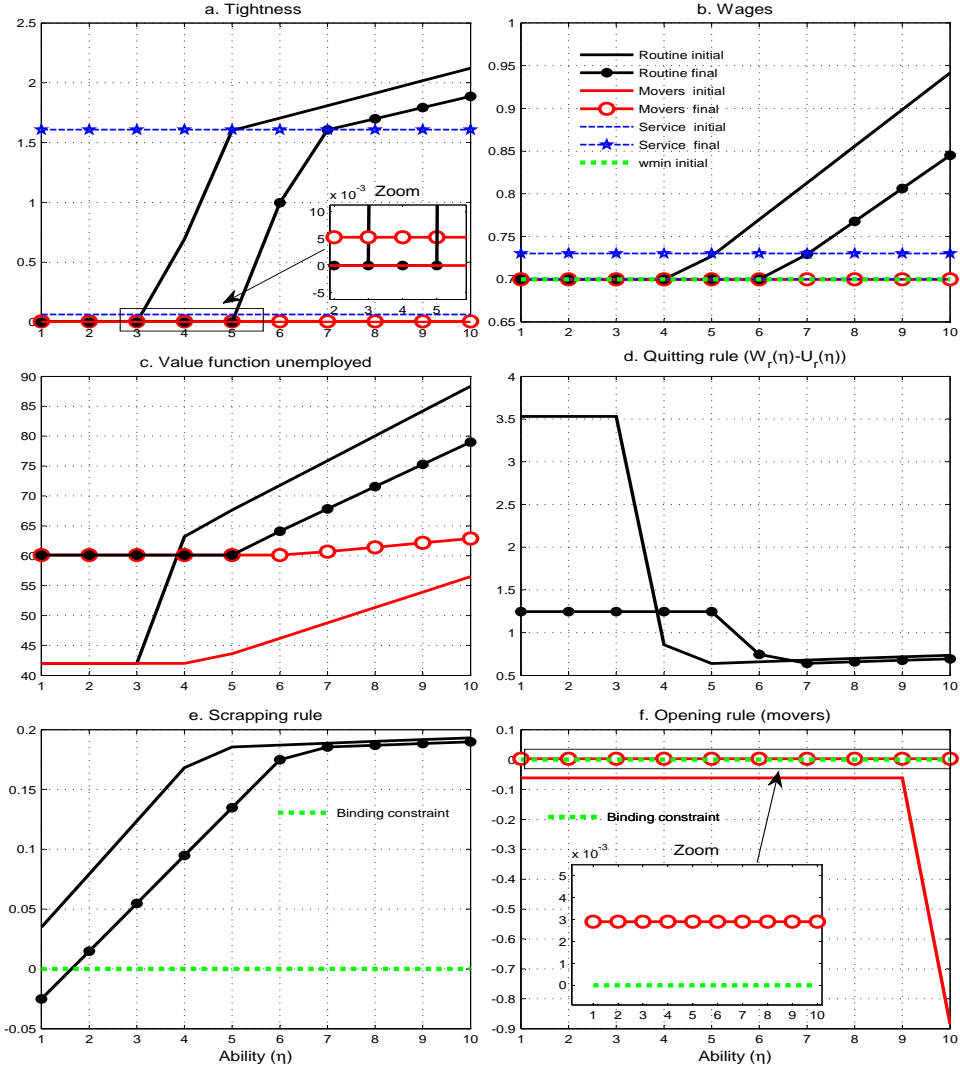 a. Tightness
2.5
2
1.5
1
0.5
0
1 2 3 4 5 6 7 8 9 10
x 10⁻³ Zoom
10
5
0
-5
2 3 4 5
b. Wages
1
0.95
0.9
0.85
0.8
0.75
0.7
0.65
1 2 3 4 5 6 7 8 9 10
Routine initial
Routine final
Movers initial
Movers final
Service initial
Service final
wmin initial
c. Value function unemployed
90
85
80
75
70
65
60
55
50
45
40
1 2 3 4 5 6 7 8 9 10
d. Quitting rule (W_r(η)-U_r(η))
4
3.5
3
2.5
2
1.5
1
0.5
1 2 3 4 5 6 7 8 9 10
e. Scrapping rule
0.2
0.15
0.1
0.05
0
-0.05
1 2 3 4 5 6 7 8 9 10
Binding constraint
Ability (η)
f. Opening rule (movers)
0.1
0
-0.1
-0.2
-0.3
-0.4
-0.5
-0.6
-0.7
-0.8
-0.9
1 2 3 4 5 6 7 8 9 10
Binding constraint
Zoom
x 10⁻³
5
4
3
2
1
0
1 2 3 4 5 6 7 8 9 10
Ability (η)